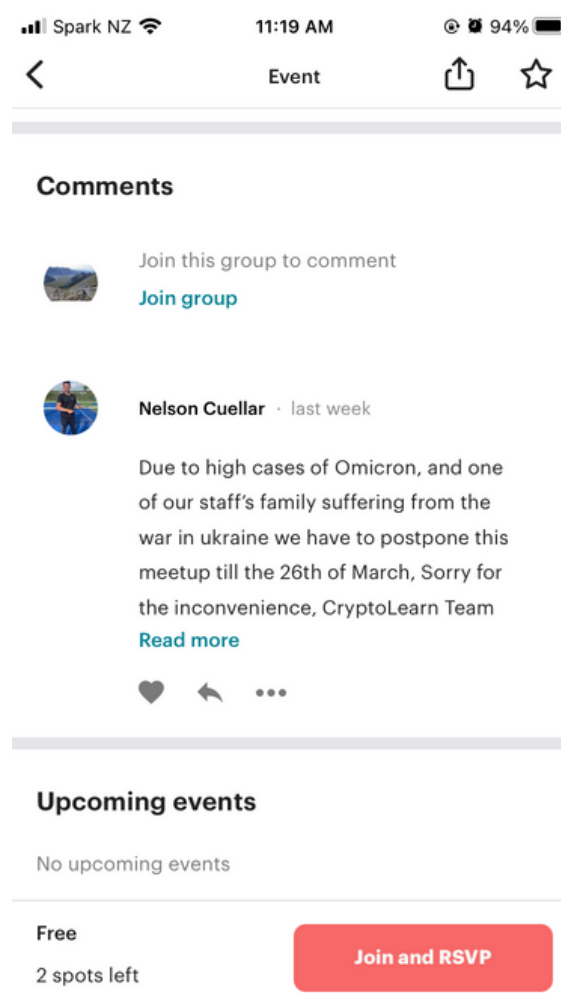 Spark NZ 11:19 AM 94%
Event
Comments
Join this group to comment
Join group
Nelson Cuellar · last week
Due to high cases of Omicron, and one
of our staff's family suffering from the
war in ukraine we have to postpone this
meetup till the 26th of March, Sorry for
the inconvenience, CryptoLearn Team
Read more
Upcoming events
No upcoming events
Free
2 spots left
Join and RSVP